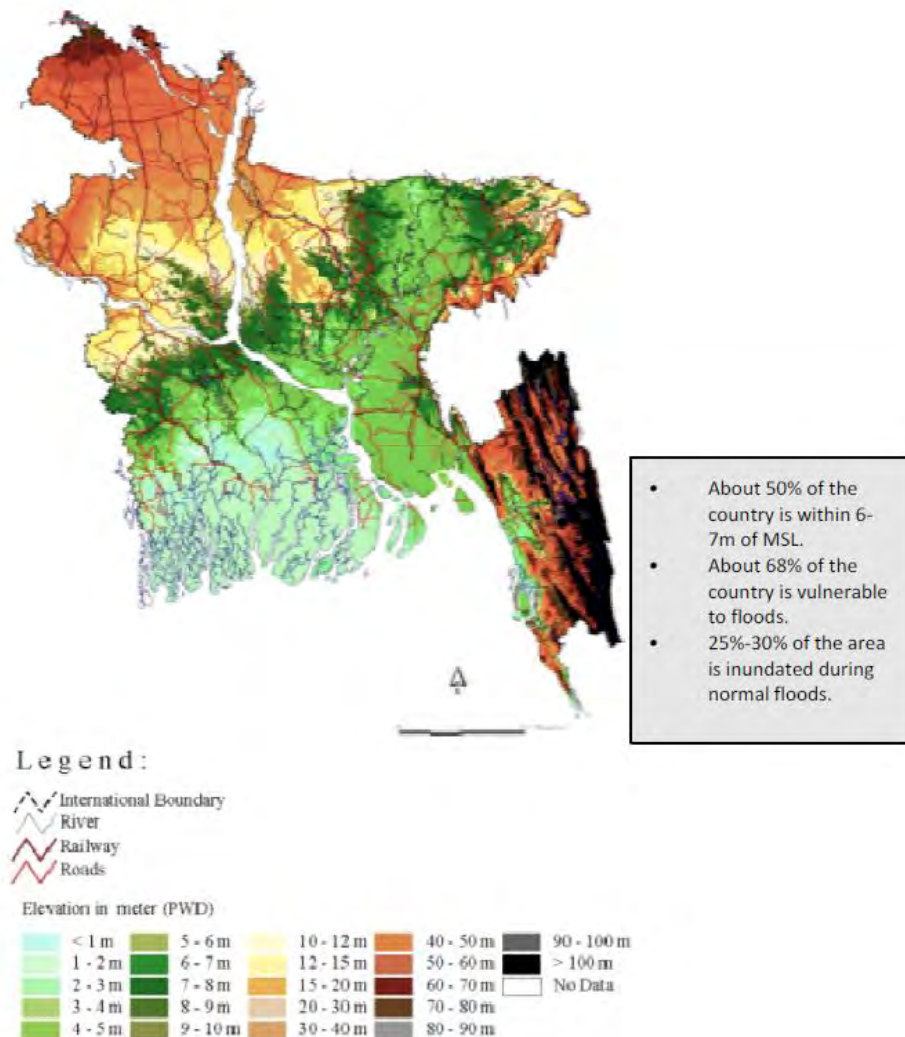 • About 50% of the
country is within 6-
7m of MSL.
• About 68% of the
country is vulnerable
to floods.
• 25%-30% of the area
is inundated during
normal floods.
Legend:
International Boundary
River
Railway
Roads
Elevation in meter (PWD)
< 1 m 5 - 6 m 10 - 12 m 40 - 50 m 90 - 100 m
1 - 2 m 6 - 7 m 12 - 15 m 50 - 60 m > 100 m
2 - 3 m 7 - 8 m 15 - 20 m 60 - 70 m No Data
3 - 4 m 8 - 9 m 20 - 30 m 70 - 80 m
4 - 5 m 9 - 10 m 30 - 40 m 80 - 90 m